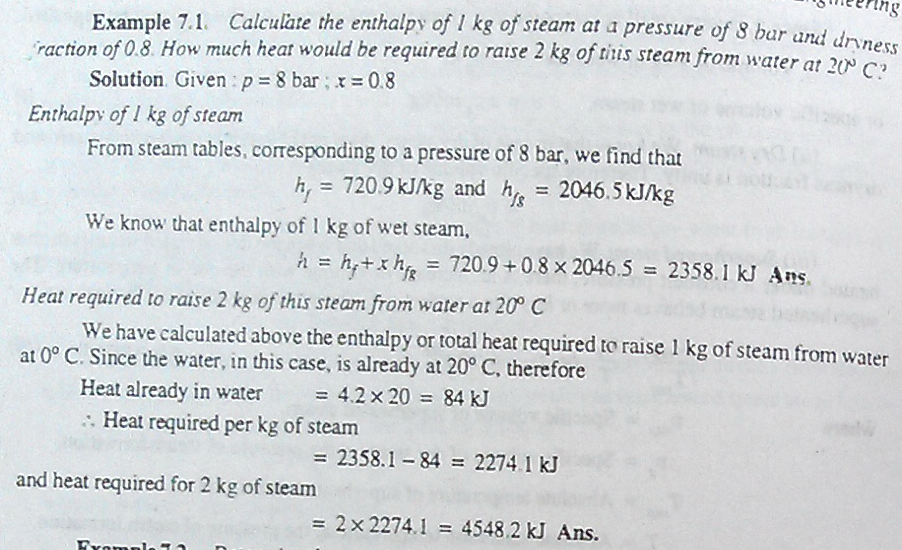 Example 7.1. Calculate the enthalpy of 1 kg of steam at a pressure of 8 bar and dryness
fraction of 0.8. How much heat would be required to raise 2 kg of this steam from water at 20° C?
Solution. Given : p = 8 bar ; x = 0.8
Enthalpy of 1 kg of steam
From steam tables, corresponding to a pressure of 8 bar, we find that
h_f = 720.9 kJ/kg and h_fg = 2046.5 kJ/kg
We know that enthalpy of 1 kg of wet steam,
h = h_f + x h_fg = 720.9 + 0.8 × 2046.5 = 2358.1 kJ Ans.
Heat required to raise 2 kg of this steam from water at 20° C
We have calculated above the enthalpy or total heat required to raise 1 kg of steam from water
at 0° C. Since the water, in this case, is already at 20° C, therefore
Heat already in water = 4.2 × 20 = 84 kJ
∴ Heat required per kg of steam
= 2358.1 – 84 = 2274.1 kJ
and heat required for 2 kg of steam
= 2 × 2274.1 = 4548.2 kJ Ans.